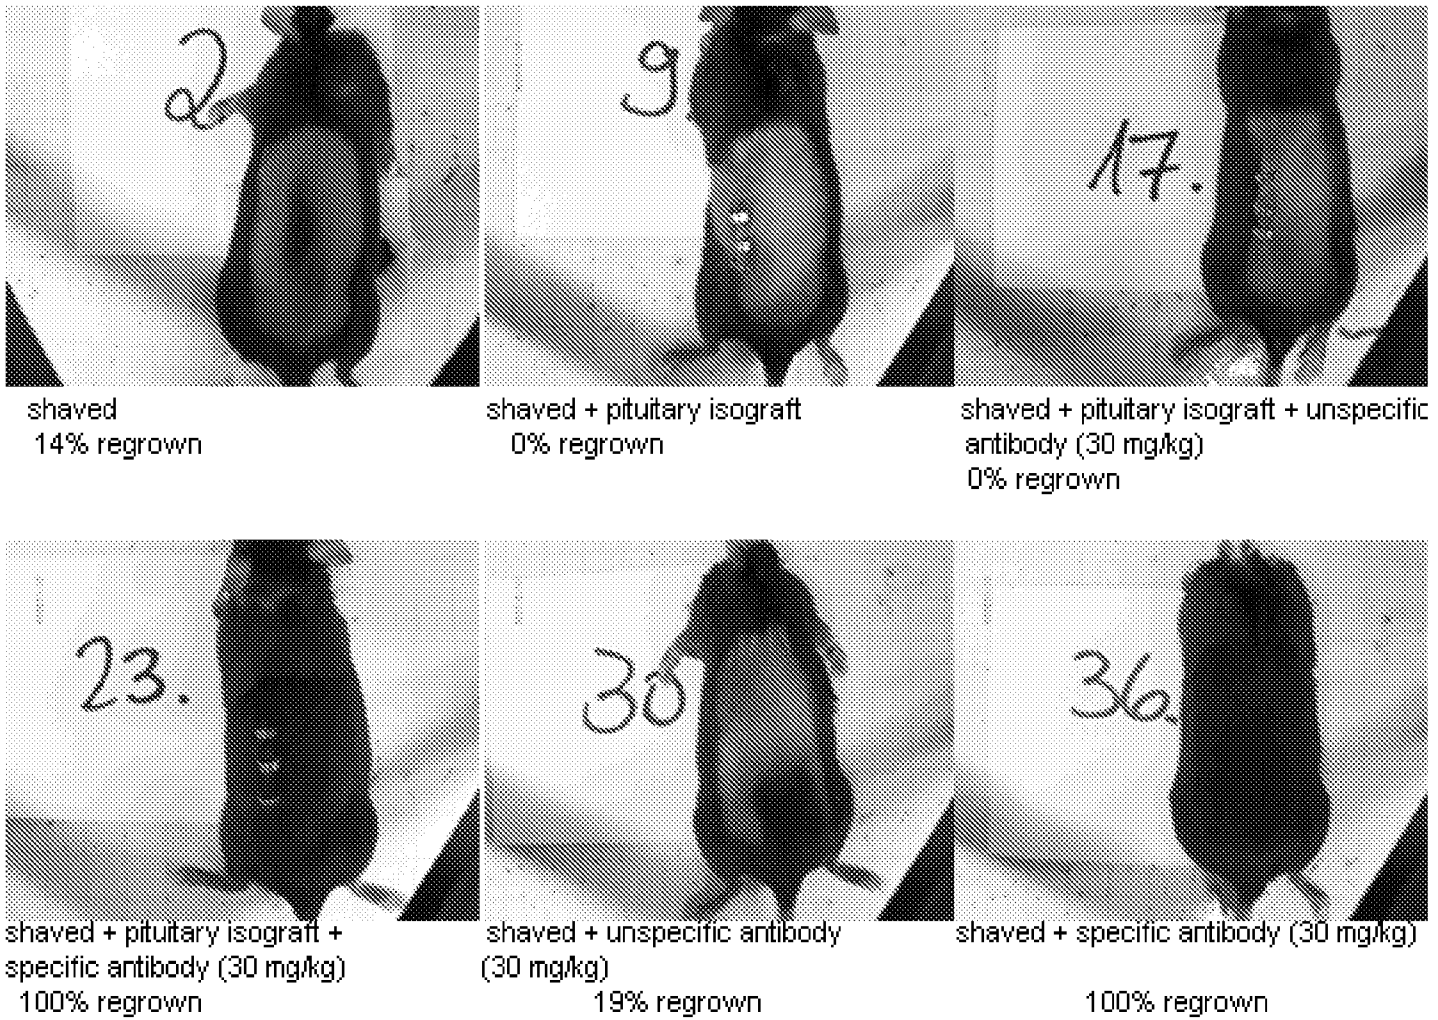 2
9
17.
shaved
14% regrown
shaved + pituitary isograft
0% regrown
shaved + pituitary isograft + unspecific
antibody (30 mg/kg)
0% regrown
23.
30
36.
shaved + pituitary isograft +
specific antibody (30 mg/kg)
100% regrown
shaved + unspecific antibody
(30 mg/kg)
19% regrown
shaved + specific antibody (30 mg/kg)
100% regrown